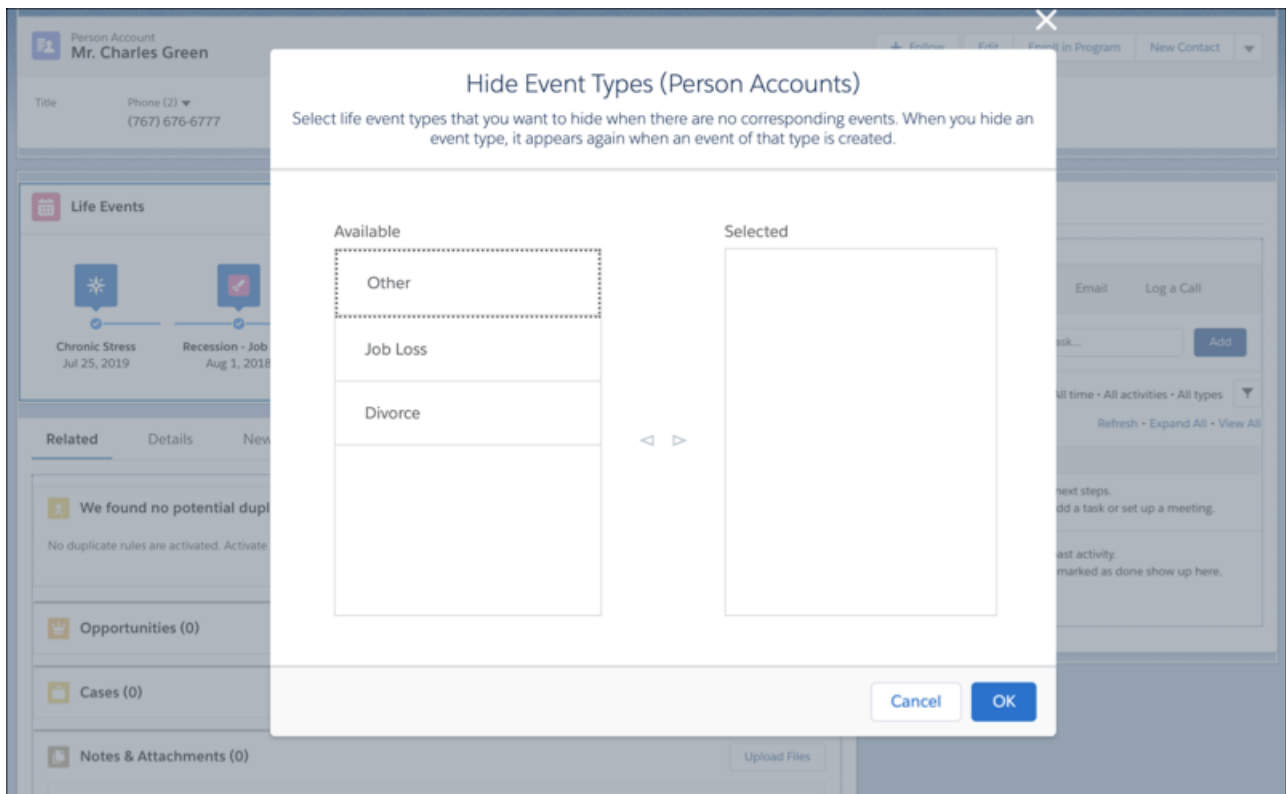 Person Account
Mr. Charles Green
+ Follow
Edit
Enroll in Program
New Contact
Title
Phone (2)
(767) 676-6777
Hide Event Types (Person Accounts)
Select life event types that you want to hide when there are no corresponding events. When you hide an
event type, it appears again when an event of that type is created.
Life Events
Chronic Stress
Jul 25, 2019
Recession - Job
Aug 1, 2018
Available
Other
Job Loss
Divorce
Selected
Cancel
OK
Email
Log a Call
Add
All time • All activities • All types
Refresh • Expand All • View All
next steps.
add a task or set up a meeting.
past activity.
marked as done show up here.
Related
Details
New
We found no potential dupl
No duplicate rules are activated. Activate
Opportunities (0)
Cases (0)
Notes & Attachments (0)
Upload Files